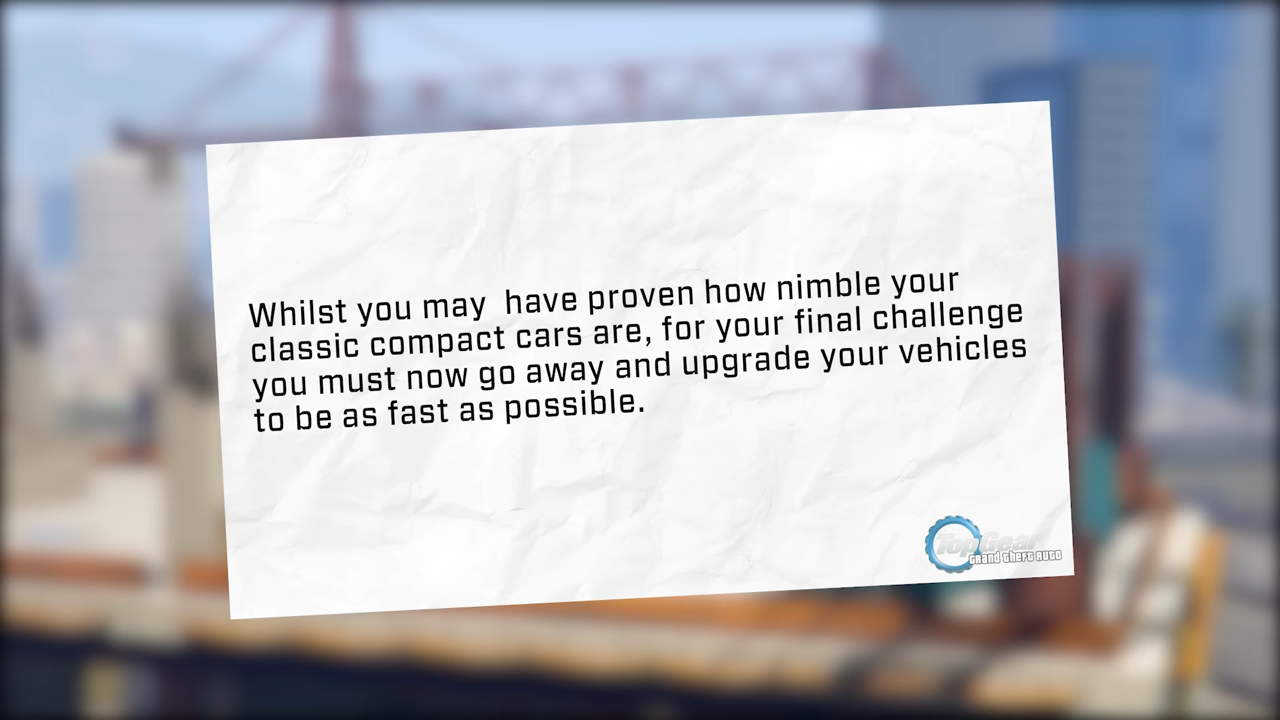 Whilst you may  have proven how nimble your
classic compact cars are, for your final challenge
you must now go away and upgrade your vehicles
to be as fast as possible.
Top Gear
Grand Theft Auto